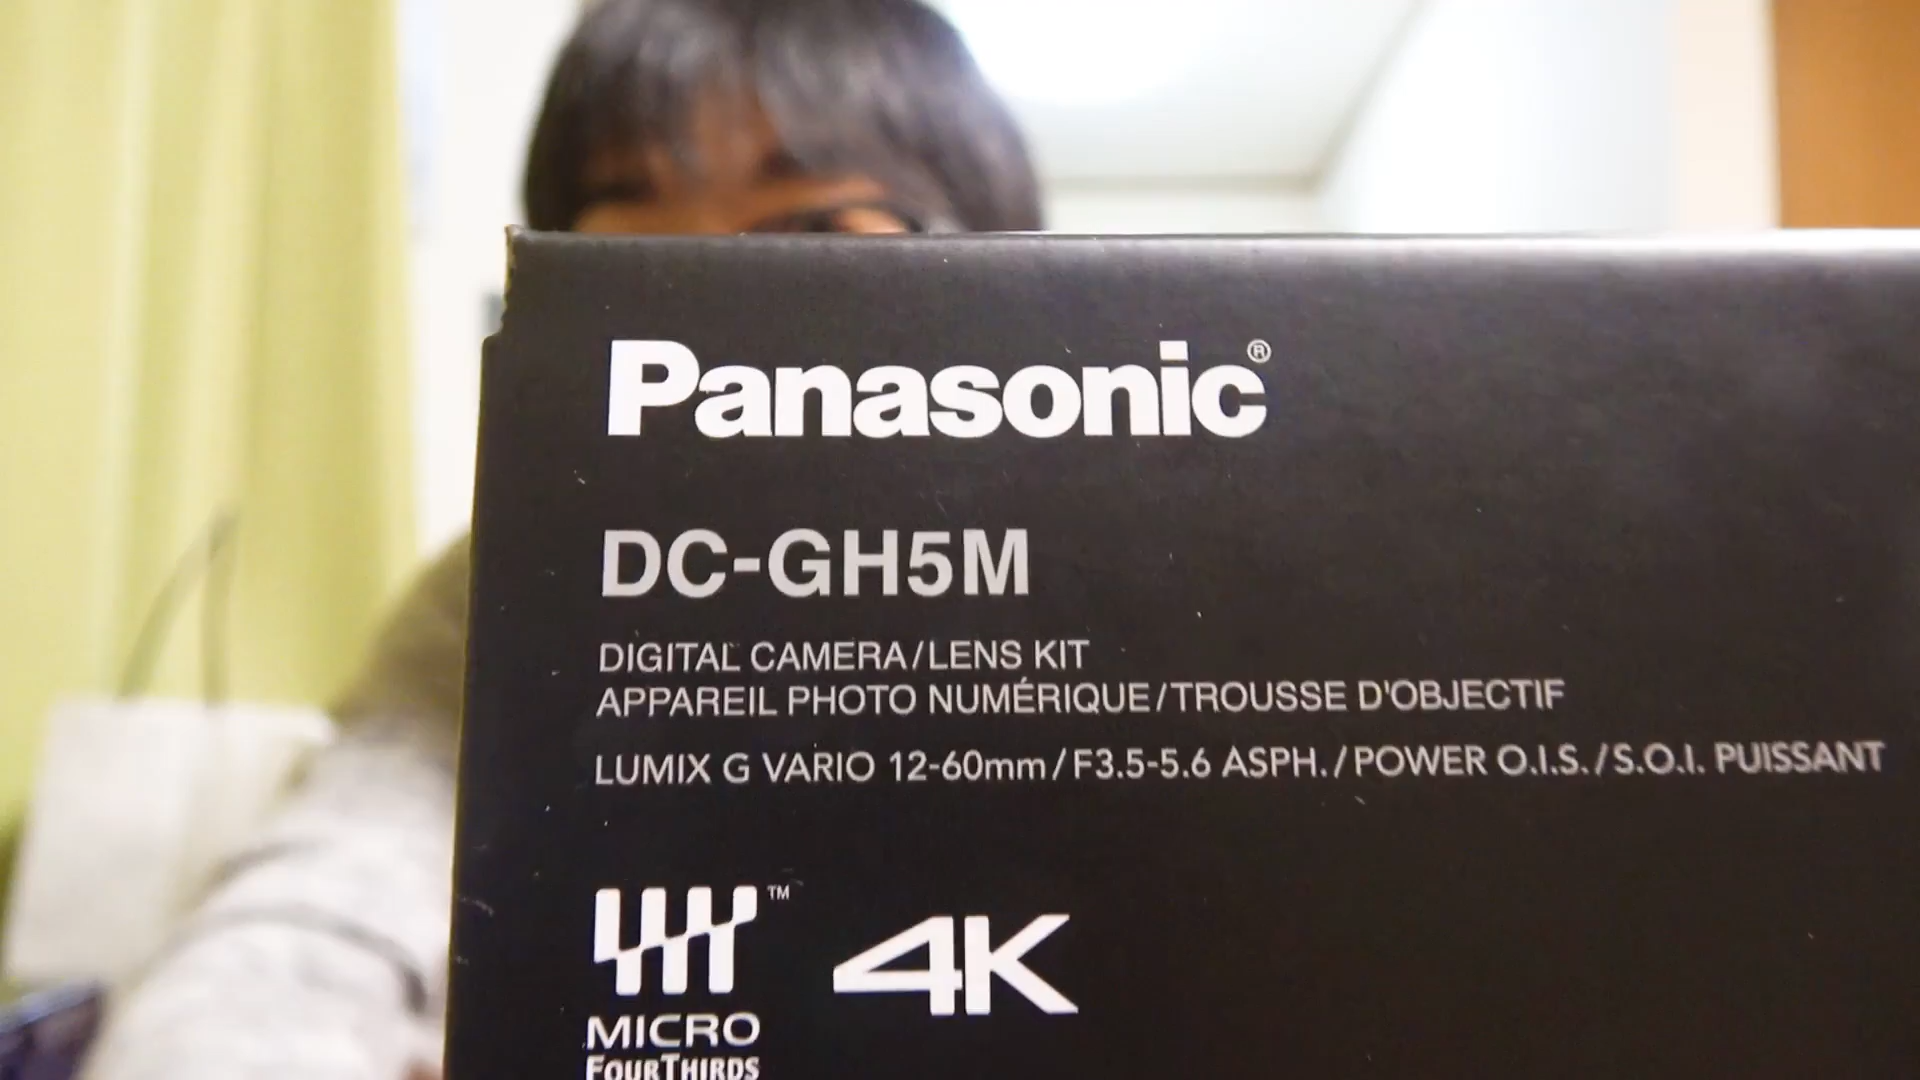 Panasonic®
DC-GH5M
DIGITAL CAMERA/LENS KIT
APPAREIL PHOTO NUMÉRIQUE/TROUSSE D'OBJECTIF
LUMIX G VARIO 12-60mm/F3.5-5.6 ASPH./POWER O.I.S./S.O.I. PUISSANT
™
MICRO
FOURTHIRDS
4K